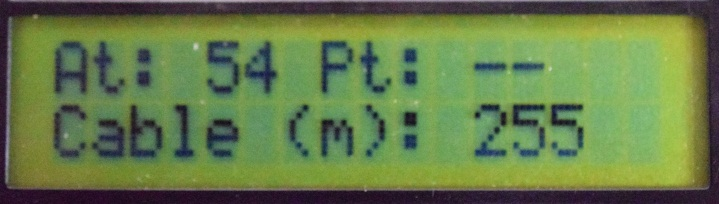 At: 54 Pt: --
Cable (m): 255